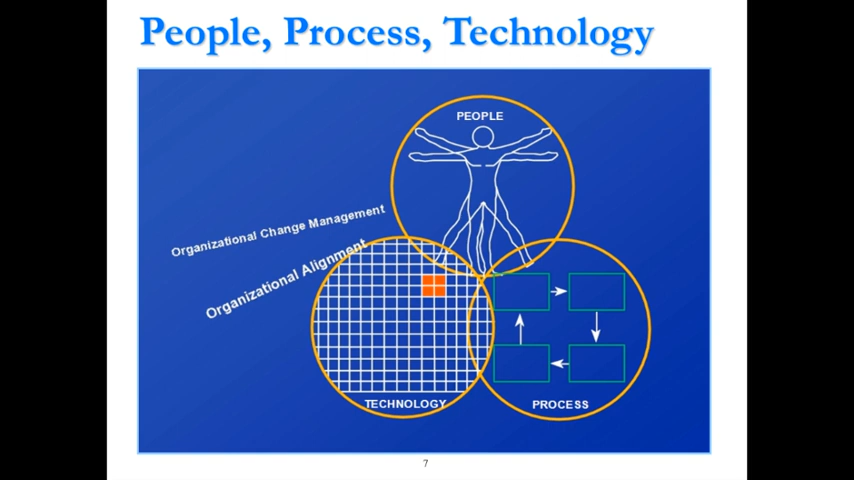 People, Process, Technology
PEOPLE
Organizational Change Management
Organizational Alignment
TECHNOLOGY
PROCESS
7